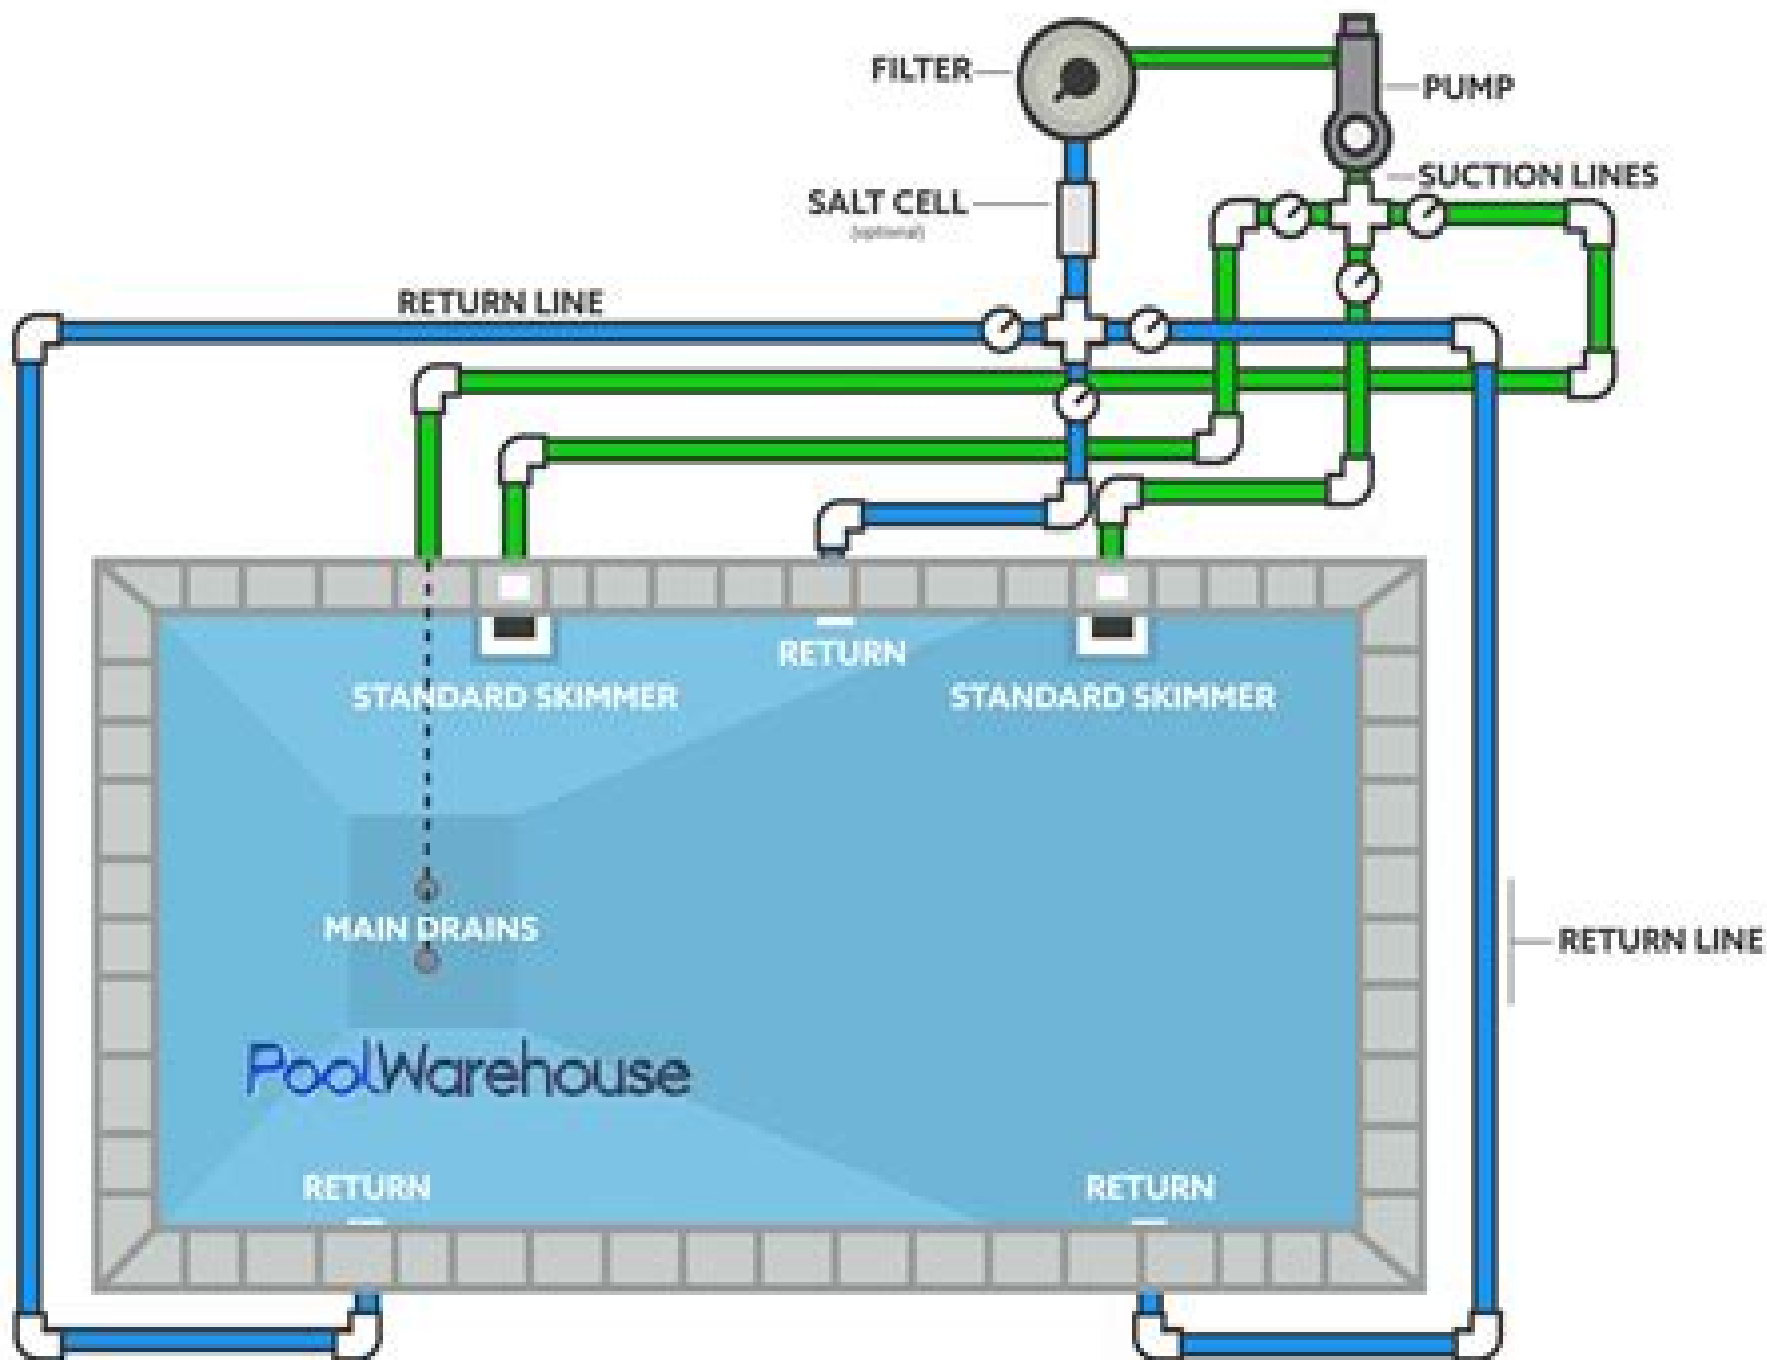 FILTER
PUMP
SUCTION LINES
SALT CELL
(optional)
RETURN LINE
RETURN
STANDARD SKIMMER
STANDARD SKIMMER
MAIN DRAINS
RETURN LINE
PoolWarehouse
RETURN
RETURN